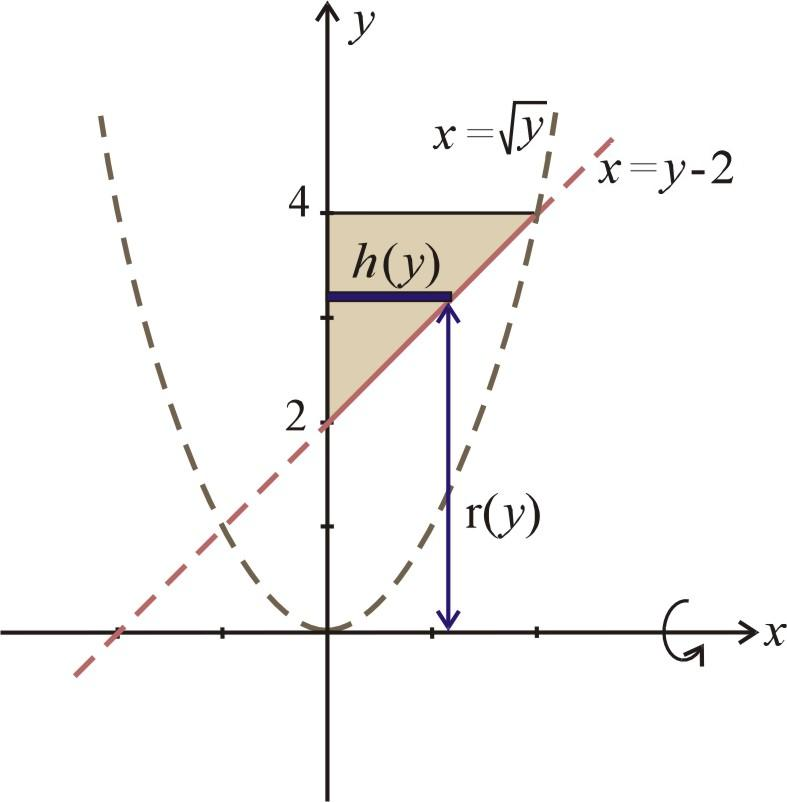 y
x = √y
x = y - 2
4
h(y)
2
r(y)
x